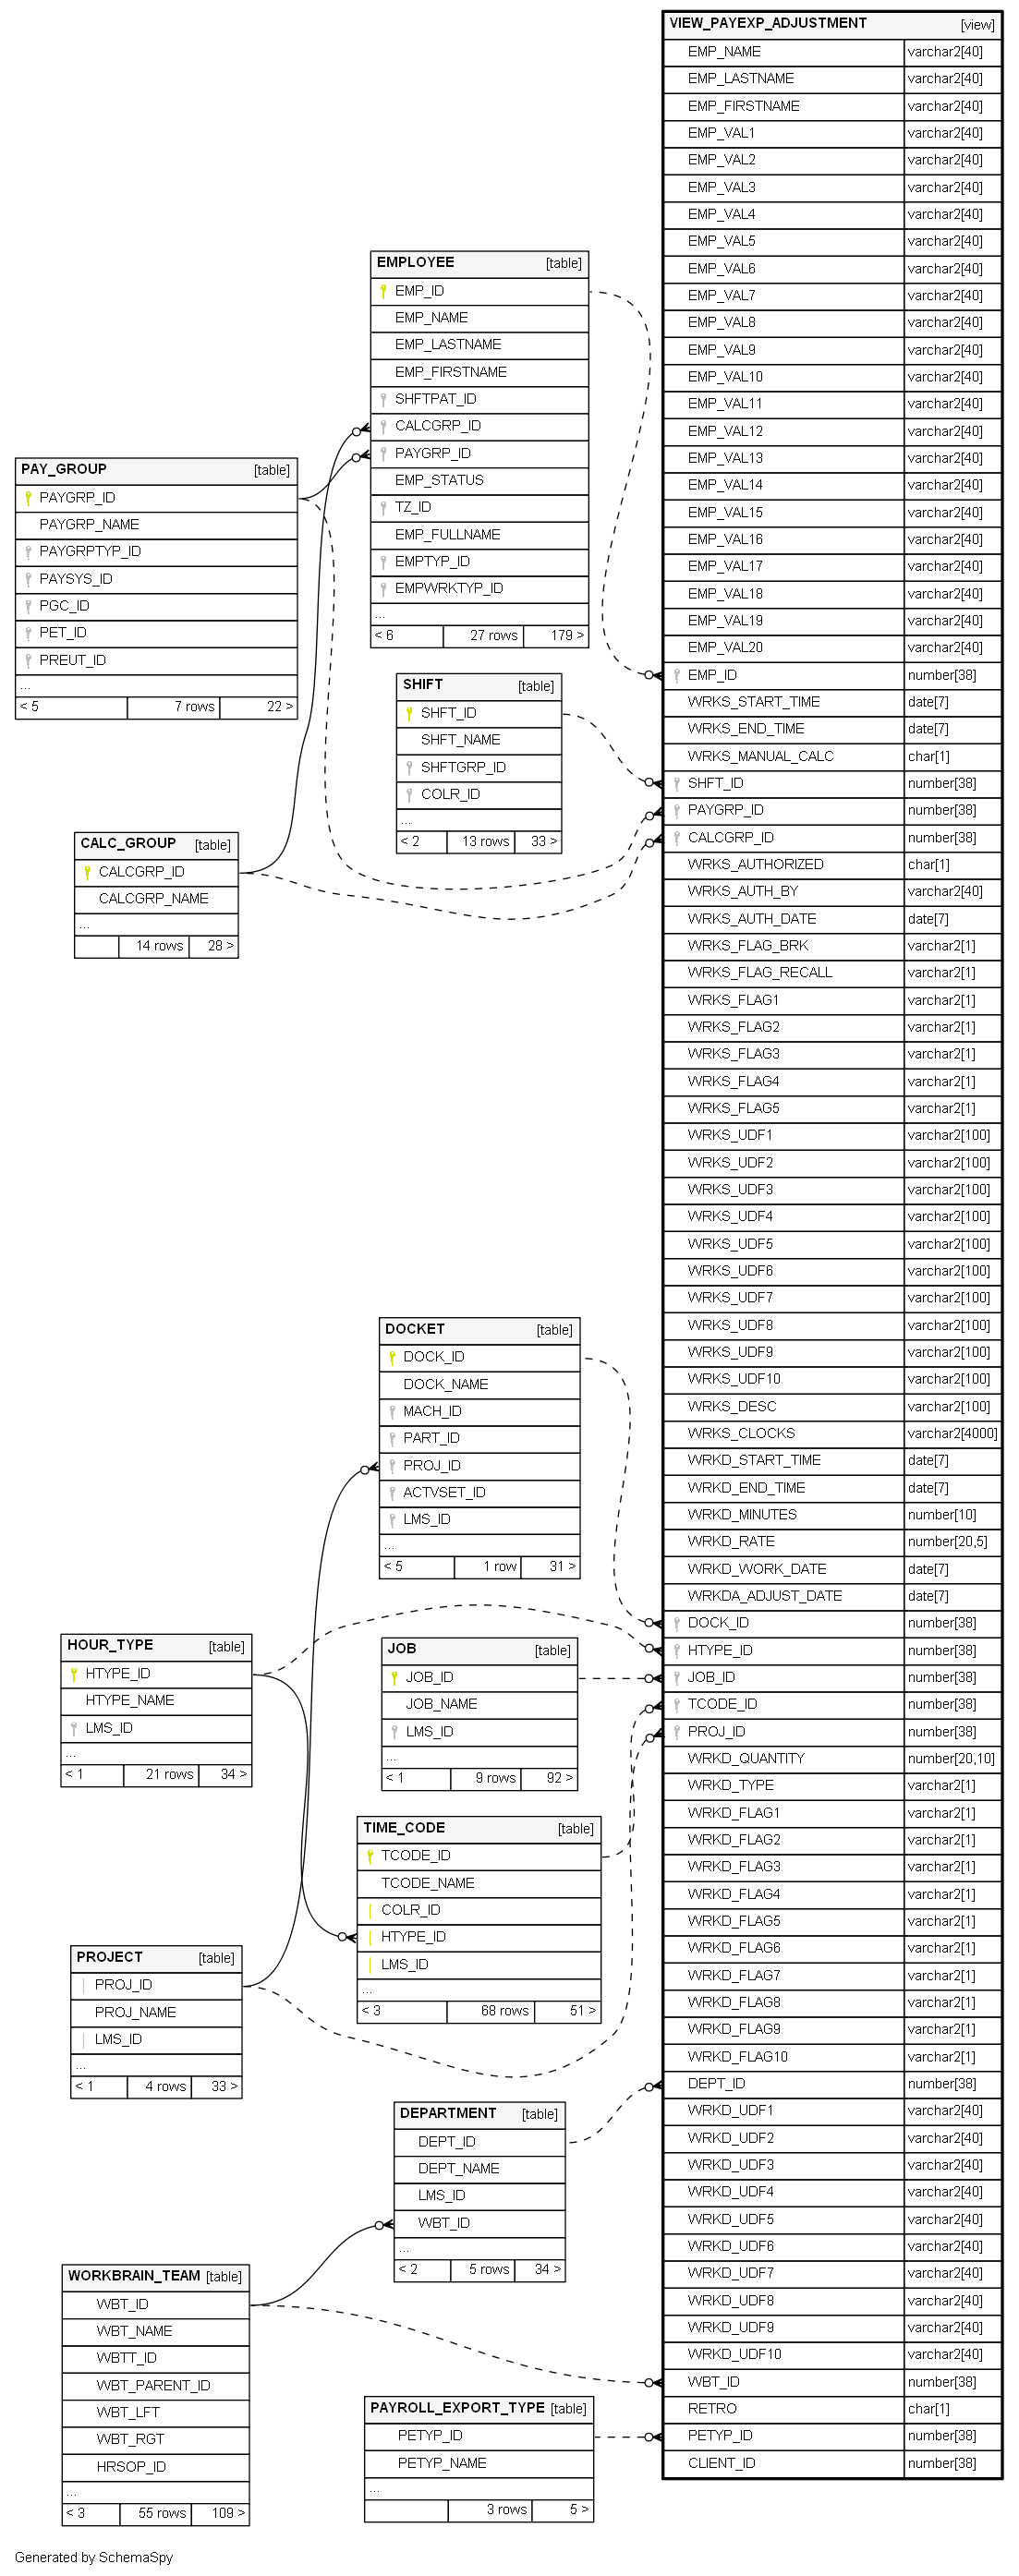 VIEW_PAYEXP_ADJUSTMENT [view]
EMP_NAME varchar2[40]
EMP_LASTNAME varchar2[40]
EMP_FIRSTNAME varchar2[40]
EMP_VAL1 varchar2[40]
EMP_VAL2 varchar2[40]
EMP_VAL3 varchar2[40]
EMP_VAL4 varchar2[40]
EMP_VAL5 varchar2[40]
EMP_VAL6 varchar2[40]
EMP_VAL7 varchar2[40]
EMP_VAL8 varchar2[40]
EMP_VAL9 varchar2[40]
EMP_VAL10 varchar2[40]
EMP_VAL11 varchar2[40]
EMP_VAL12 varchar2[40]
EMP_VAL13 varchar2[40]
EMP_VAL14 varchar2[40]
EMP_VAL15 varchar2[40]
EMP_VAL16 varchar2[40]
EMP_VAL17 varchar2[40]
EMP_VAL18 varchar2[40]
EMP_VAL19 varchar2[40]
EMP_VAL20 varchar2[40]
EMP_ID number[38]
WRKS_START_TIME date[7]
WRKS_END_TIME date[7]
WRKS_MANUAL_CALC char[1]
SHFT_ID number[38]
PAYGRP_ID number[38]
CALCGRP_ID number[38]
WRKS_AUTHORIZED char[1]
WRKS_AUTH_BY varchar2[40]
WRKS_AUTH_DATE date[7]
WRKS_FLAG_BRK varchar2[1]
WRKS_FLAG_RECALL varchar2[1]
WRKS_FLAG1 varchar2[1]
WRKS_FLAG2 varchar2[1]
WRKS_FLAG3 varchar2[1]
WRKS_FLAG4 varchar2[1]
WRKS_FLAG5 varchar2[1]
WRKS_UDF1 varchar2[100]
WRKS_UDF2 varchar2[100]
WRKS_UDF3 varchar2[100]
WRKS_UDF4 varchar2[100]
WRKS_UDF5 varchar2[100]
WRKS_UDF6 varchar2[100]
WRKS_UDF7 varchar2[100]
WRKS_UDF8 varchar2[100]
WRKS_UDF9 varchar2[100]
WRKS_UDF10 varchar2[100]
WRKS_DESC varchar2[100]
WRKS_CLOCKS varchar2[4000]
WRKD_START_TIME date[7]
WRKD_END_TIME date[7]
WRKD_MINUTES number[10]
WRKD_RATE number[20,5]
WRKD_WORK_DATE date[7]
WRKDA_ADJUST_DATE date[7]
DOCK_ID number[38]
HTYPE_ID number[38]
JOB_ID number[38]
TCODE_ID number[38]
PROJ_ID number[38]
WRKD_QUANTITY number[20,10]
WRKD_TYPE varchar2[1]
WRKD_FLAG1 varchar2[1]
WRKD_FLAG2 varchar2[1]
WRKD_FLAG3 varchar2[1]
WRKD_FLAG4 varchar2[1]
WRKD_FLAG5 varchar2[1]
WRKD_FLAG6 varchar2[1]
WRKD_FLAG7 varchar2[1]
WRKD_FLAG8 varchar2[1]
WRKD_FLAG9 varchar2[1]
WRKD_FLAG10 varchar2[1]
DEPT_ID number[38]
WRKD_UDF1 varchar2[40]
WRKD_UDF2 varchar2[40]
WRKD_UDF3 varchar2[40]
WRKD_UDF4 varchar2[40]
WRKD_UDF5 varchar2[40]
WRKD_UDF6 varchar2[40]
WRKD_UDF7 varchar2[40]
WRKD_UDF8 varchar2[40]
WRKD_UDF9 varchar2[40]
WRKD_UDF10 varchar2[40]
WBT_ID number[38]
RETRO char[1]
PETYP_ID number[38]
CLIENT_ID number[38]
EMPLOYEE [table]
EMP_ID
EMP_NAME
EMP_LASTNAME
EMP_FIRSTNAME
SHFTPAT_ID
CALCGRP_ID
PAYGRP_ID
EMP_STATUS
TZ_ID
EMP_FULLNAME
EMPTYP_ID
EMPWRKTYP_ID
...
< 6 27 rows 179 >
PAY_GROUP [table]
PAYGRP_ID
PAYGRP_NAME
PAYGRPTYP_ID
PAYSYS_ID
PGC_ID
PET_ID
PREUT_ID
...
< 5 7 rows 22 >
SHIFT [table]
SHFT_ID
SHFT_NAME
SHFTGRP_ID
COLR_ID
...
< 2 13 rows 33 >
CALC_GROUP [table]
CALCGRP_ID
CALCGRP_NAME
...
14 rows 28 >
DOCKET [table]
DOCK_ID
DOCK_NAME
MACH_ID
PART_ID
PROJ_ID
ACTVSET_ID
LMS_ID
...
< 5 1 row 31 >
HOUR_TYPE [table]
HTYPE_ID
HTYPE_NAME
LMS_ID
...
< 1 21 rows 34 >
JOB [table]
JOB_ID
JOB_NAME
LMS_ID
...
< 1 9 rows 92 >
TIME_CODE [table]
TCODE_ID
TCODE_NAME
COLR_ID
HTYPE_ID
LMS_ID
...
< 3 68 rows 51 >
PROJECT [table]
PROJ_ID
PROJ_NAME
LMS_ID
...
< 1 4 rows 33 >
DEPARTMENT [table]
DEPT_ID
DEPT_NAME
LMS_ID
WBT_ID
...
< 2 5 rows 34 >
WORKBRAIN_TEAM [table]
WBT_ID
WBT_NAME
WBTT_ID
WBT_PARENT_ID
WBT_LFT
WBT_RGT
HRSOP_ID
...
< 3 55 rows 109 >
PAYROLL_EXPORT_TYPE [table]
PETYP_ID
PETYP_NAME
...
3 rows 5 >
Generated by SchemaSpy